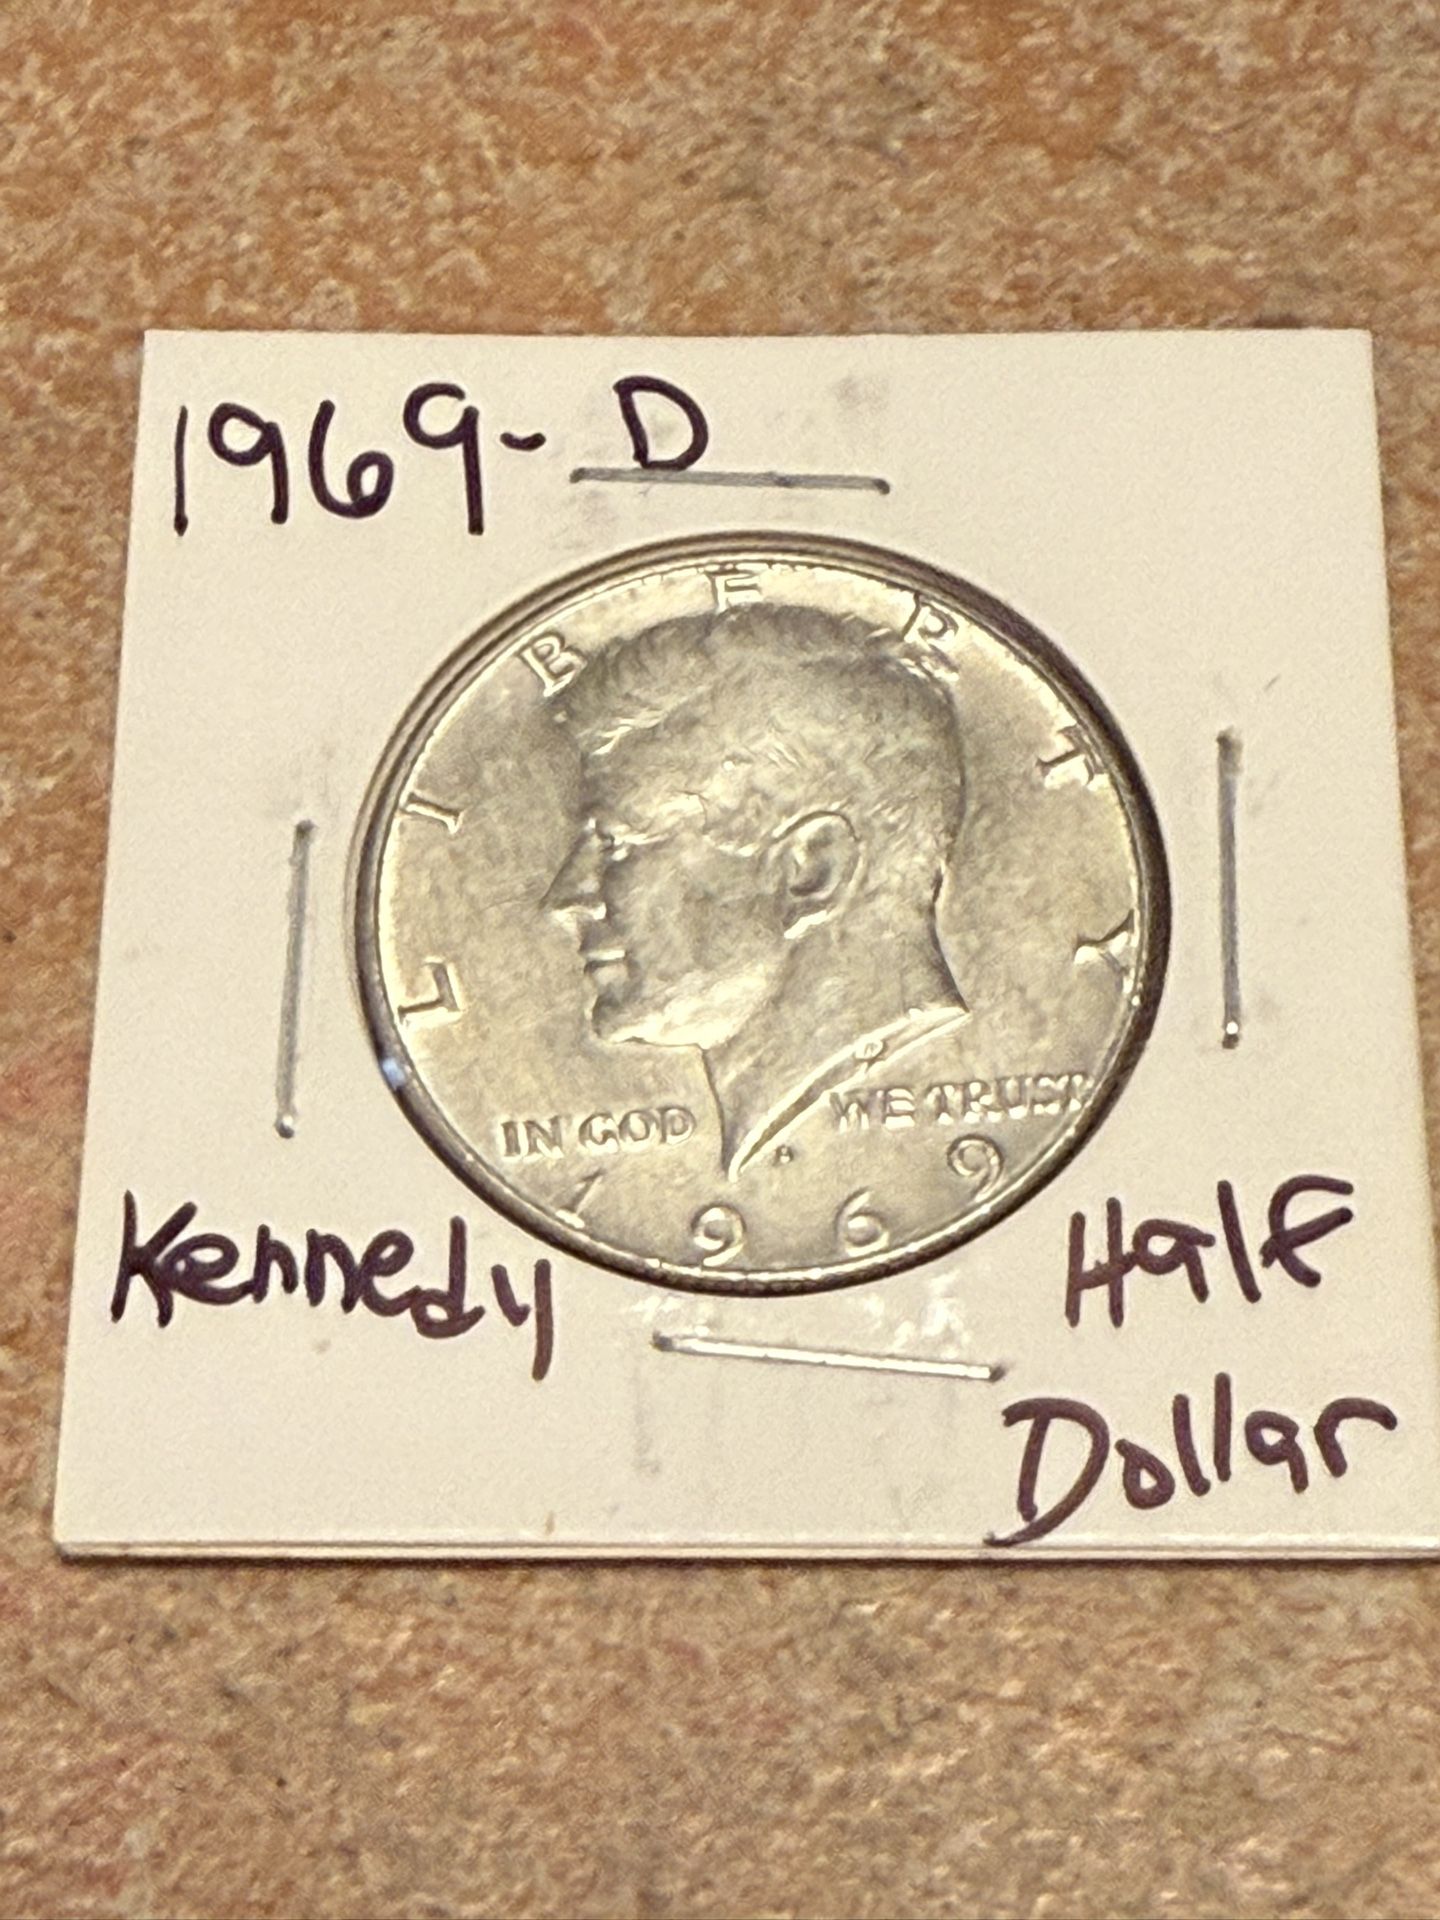 1969-D
LIBERTY
IN GOD WE TRUST
1969
Kennedy Half
Dollar